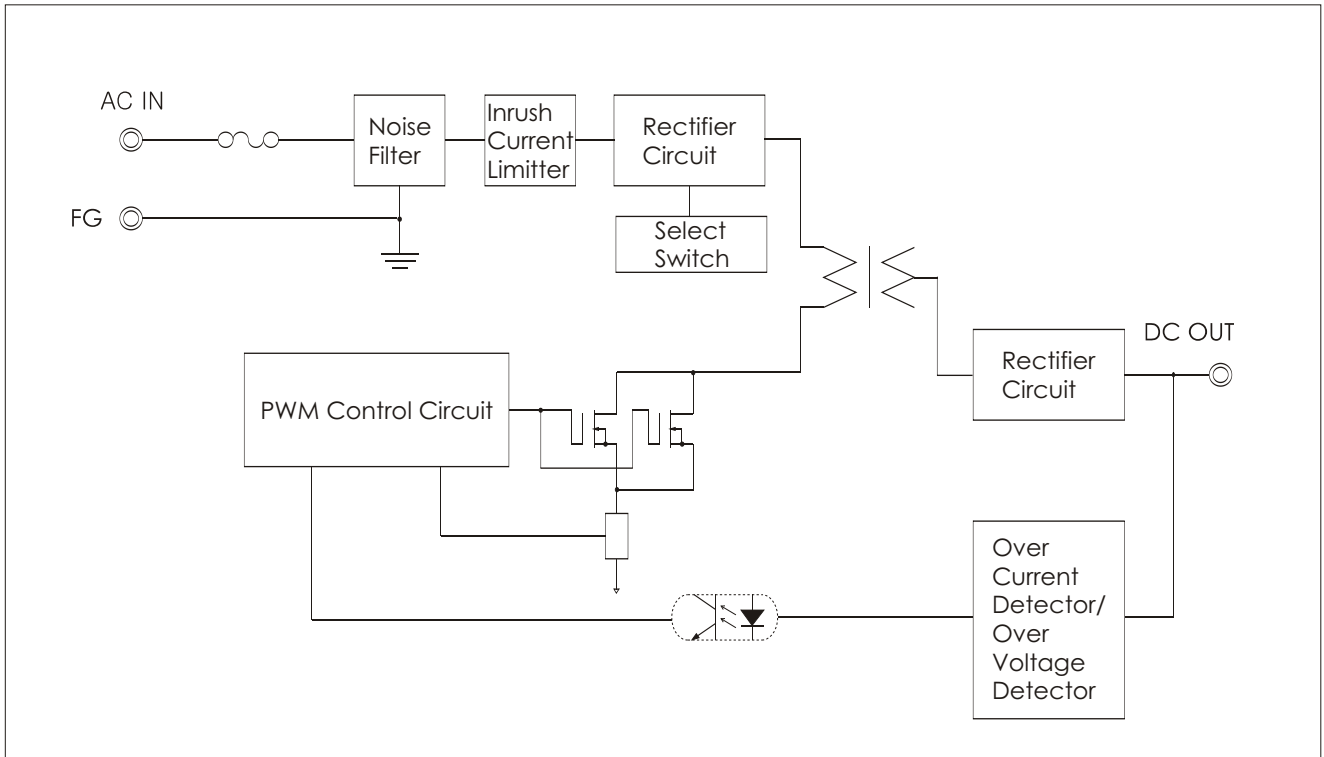 AC IN
Noise
Filter
Inrush
Current
Limitter
Rectifier
Circuit
FG
Select
Switch
DC OUT
Rectifier
Circuit
PWM Control Circuit
Over
Current
Detector/
Over
Voltage
Detector